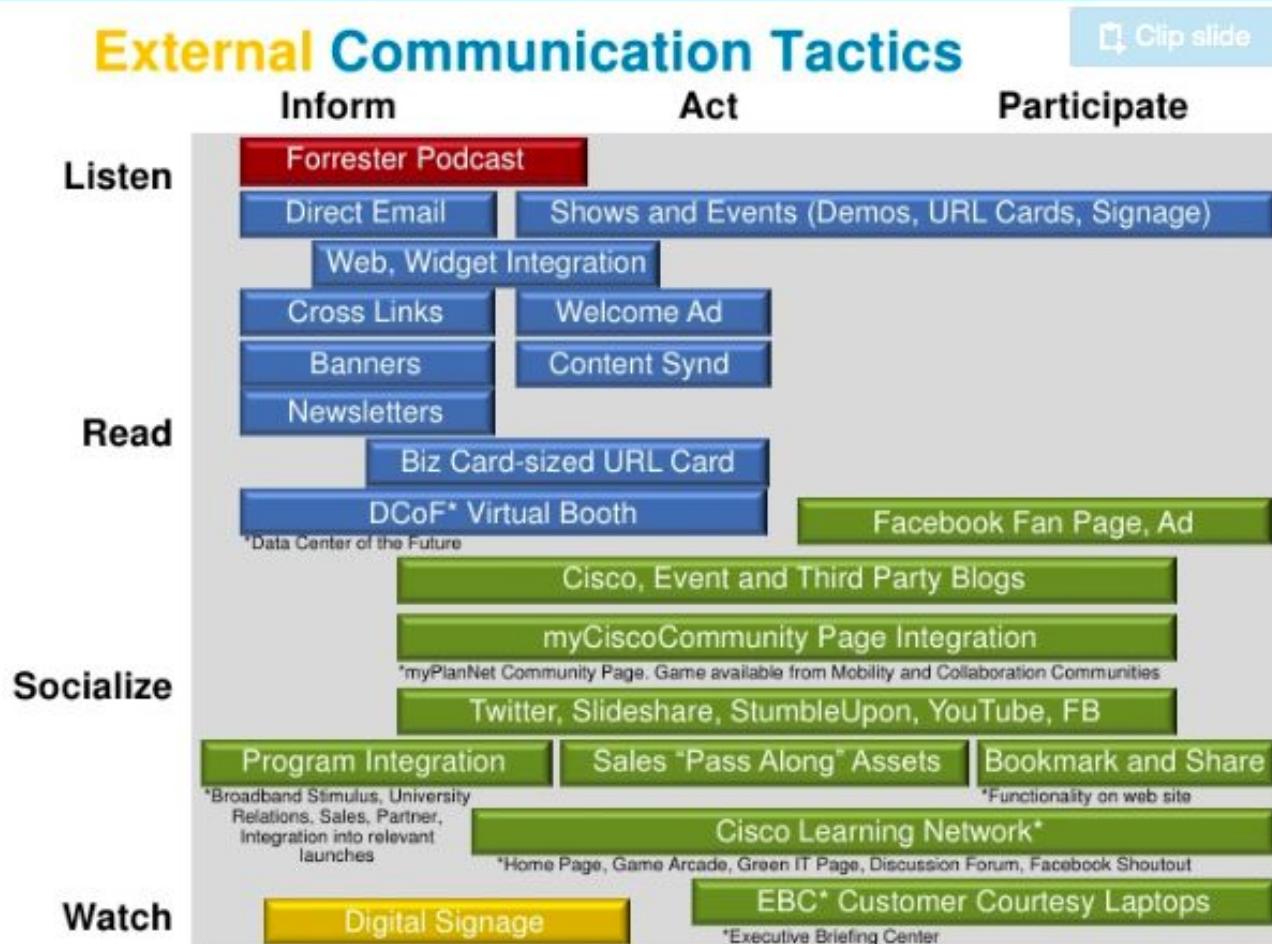 External Communication Tactics
Clip slide
Inform Act Participate
Listen
Forrester Podcast
Direct Email Shows and Events (Demos, URL Cards, Signage)
Web, Widget Integration
Cross Links Welcome Ad
Banners Content Synd
Newsletters
Read
Biz Card-sized URL Card
DCoF* Virtual Booth
*Data Center of the Future
Facebook Fan Page, Ad
Cisco, Event and Third Party Blogs
myCiscoCommunity Page Integration
*myPlanNet Community Page. Game available from Mobility and Collaboration Communities
Socialize
Twitter, Slideshare, StumbleUpon, YouTube, FB
Program Integration Sales "Pass Along" Assets Bookmark and Share
*Broadband Stimulus, University
Relations, Sales, Partner,
Integration into relevant
launches
*Functionality on web site
Cisco Learning Network*
*Home Page, Game Arcade, Green IT Page, Discussion Forum, Facebook Shoutout
EBC* Customer Courtesy Laptops
*Executive Briefing Center
Watch
Digital Signage